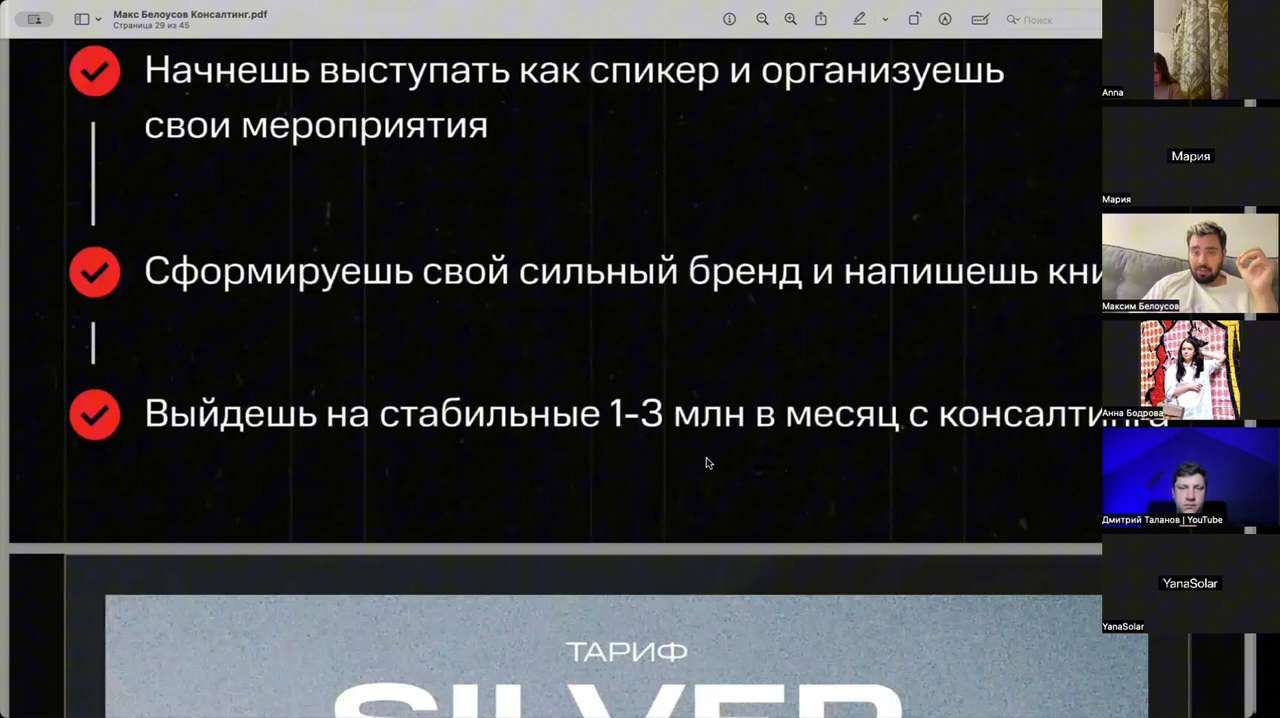 Макс Белоусов Консалтинг.pdf
Страница 29 из 45
Поиск
Начнешь выступать как спикер и организуешь
свои мероприятия
Сформируешь свой сильный бренд и напишешь
Выйдешь на стабильные 1-3 млн в месяц с консалтинга
ТАРИФ
SILVER
Anna
Мария
Мария
Максим Белоусов
Анна Бодрова
Дмитрий Таланов | YouTube
YanaSolar
YanaSolar